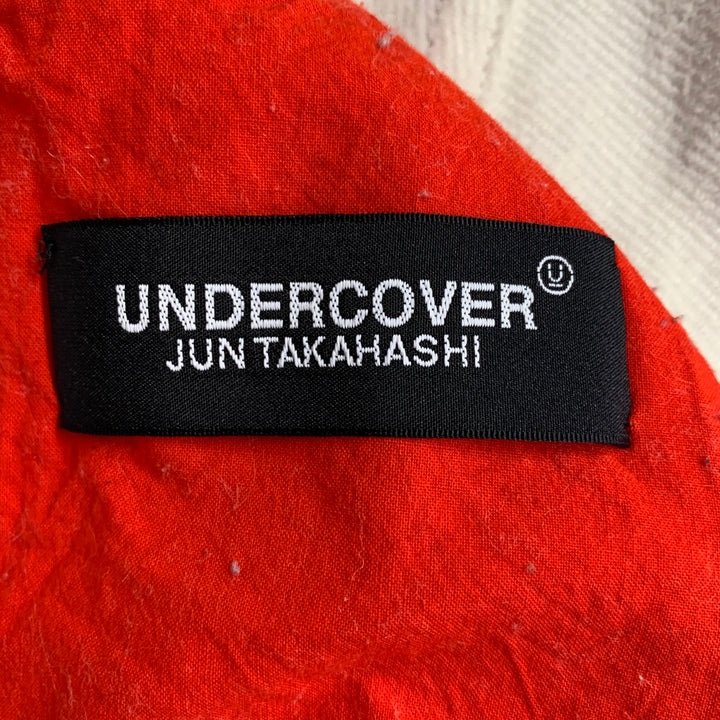 UNDERCOVER Ⓤ
JUN TAKAHASHI